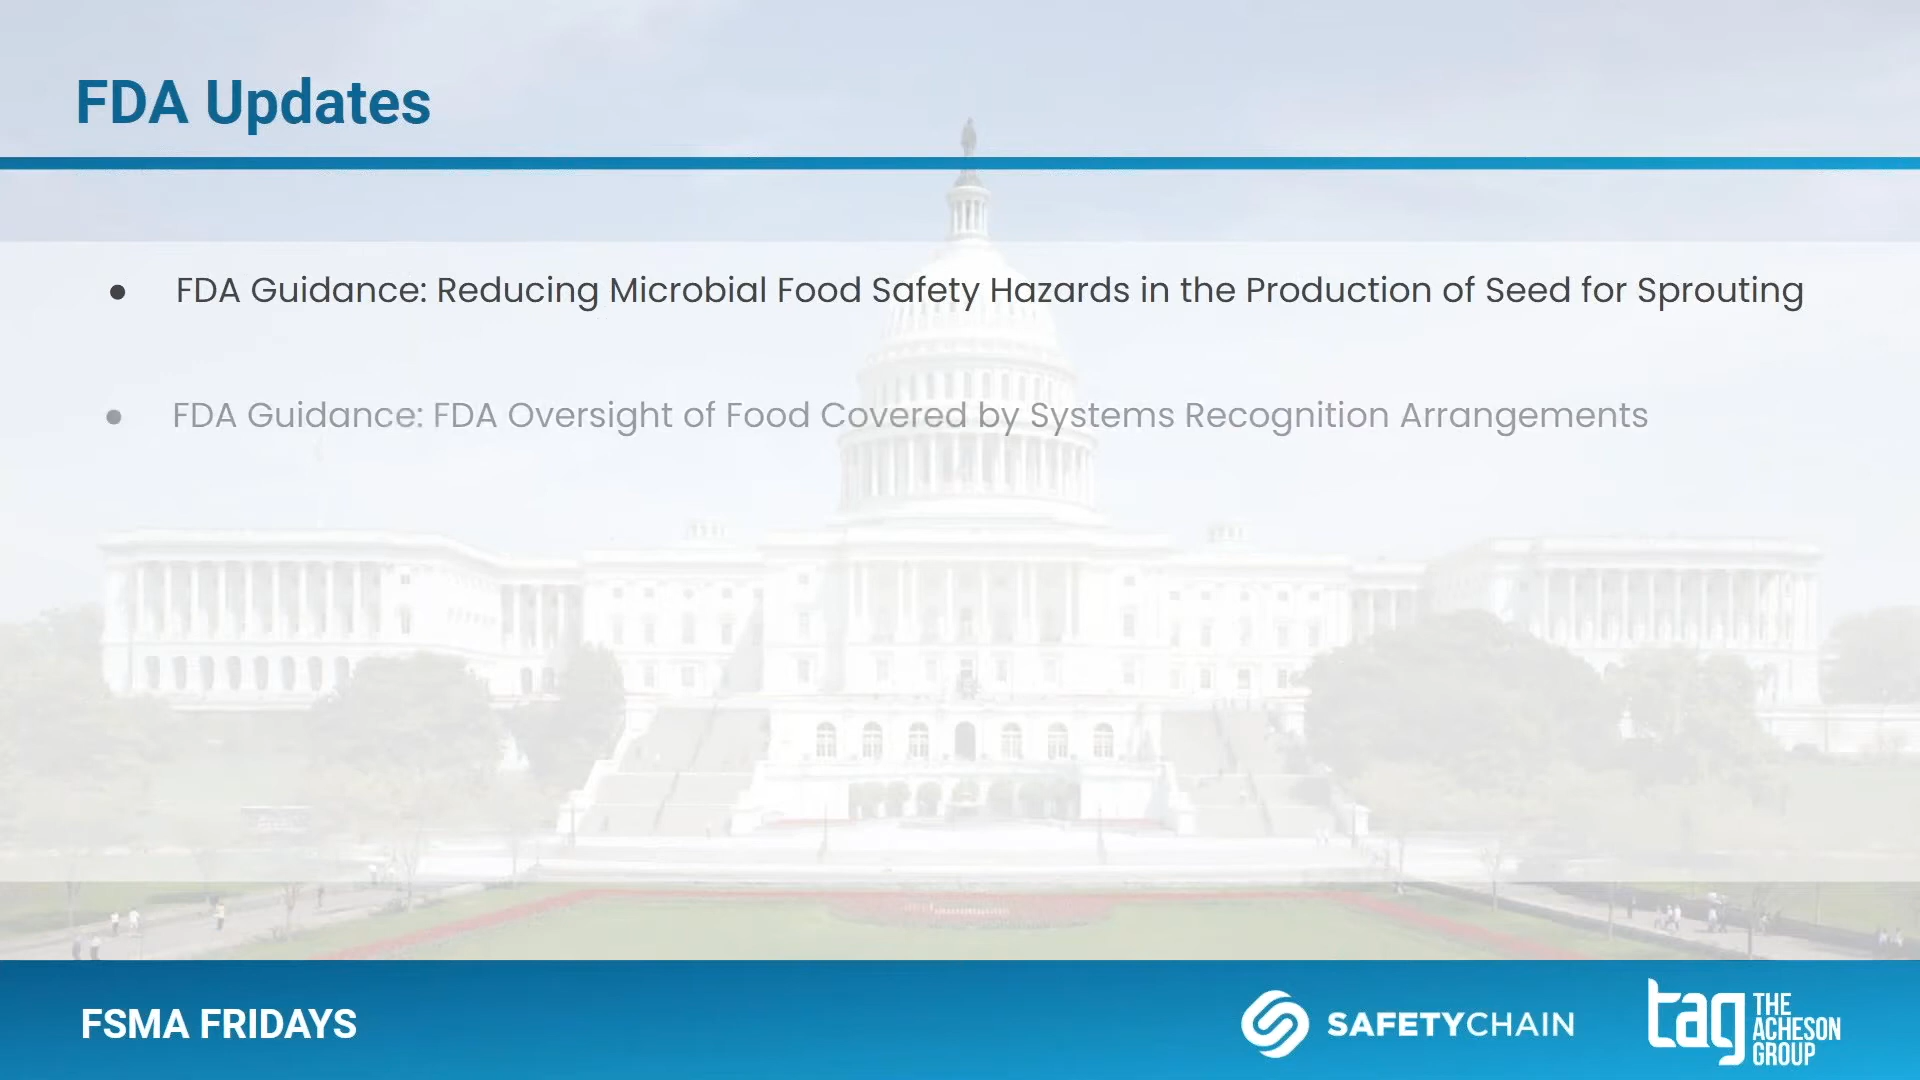 FDA Updates
● FDA Guidance: Reducing Microbial Food Safety Hazards in the Production of Seed for Sprouting
● FDA Guidance: FDA Oversight of Food Covered by Systems Recognition Arrangements
FSMA FRIDAYS
SAFETYCHAIN
tag THE
ACHESON
GROUP